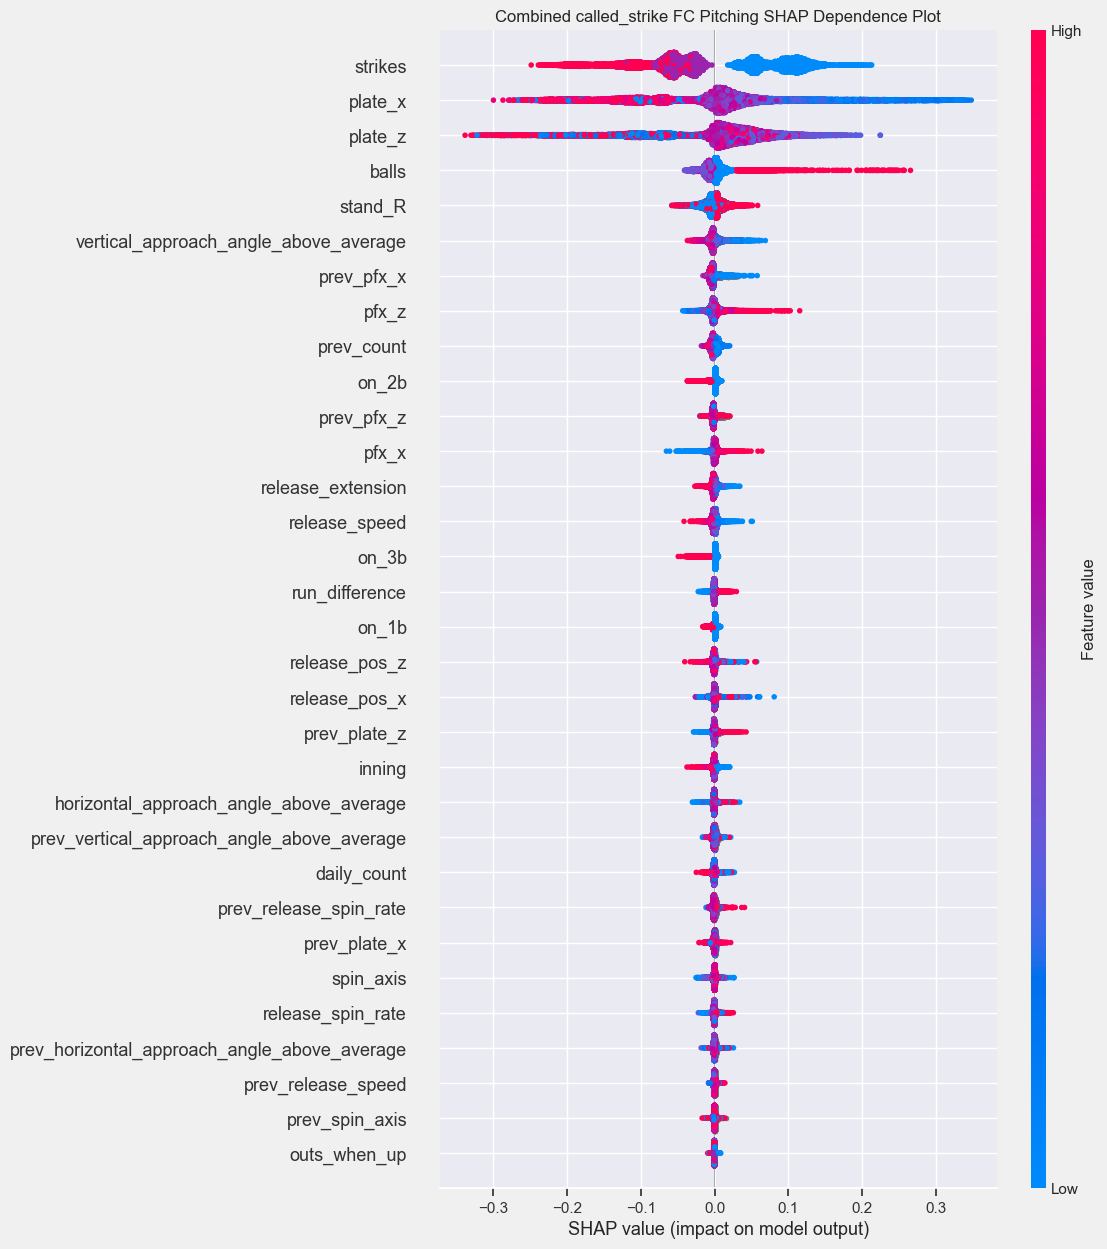 Combined called_strike FC Pitching SHAP Dependence Plot
High
strikes
plate_x
plate_z
balls
stand_R
vertical_approach_angle_above_average
prev_pfx_x
pfx_z
prev_count
on_2b
prev_pfx_z
pfx_x
release_extension
release_speed
on_3b
run_difference
on_1b
release_pos_z
release_pos_x
prev_plate_z
inning
horizontal_approach_angle_above_average
prev_vertical_approach_angle_above_average
daily_count
prev_release_spin_rate
prev_plate_x
spin_axis
release_spin_rate
prev_horizontal_approach_angle_above_average
prev_release_speed
prev_spin_axis
outs_when_up
Feature value
Low
−0.3 −0.2 −0.1 0.0 0.1 0.2 0.3
SHAP value (impact on model output)